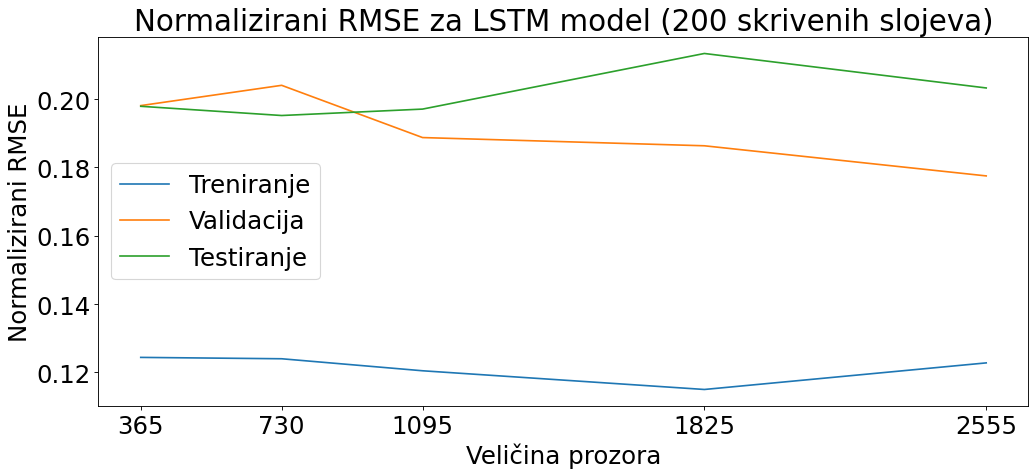 Normalizirani RMSE za LSTM model (200 skrivenih slojeva)
Normalizirani RMSE
0.20
0.18
0.16
0.14
0.12
Treniranje
Validacija
Testiranje
365 730 1095 1825 2555
Veličina prozora